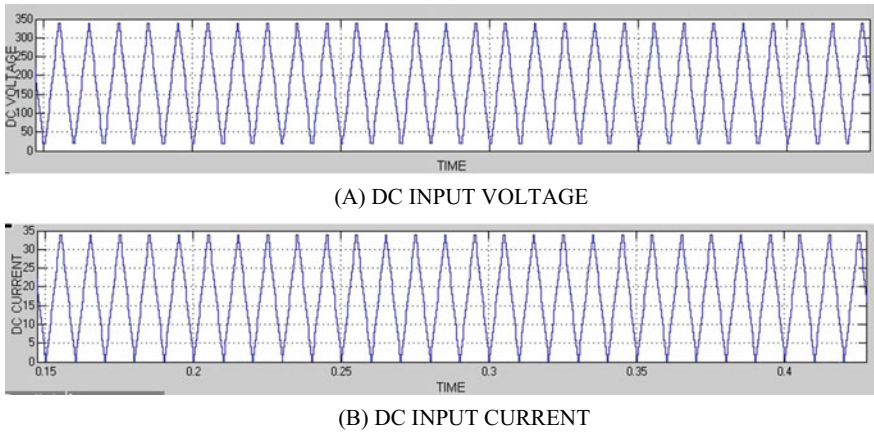 350
300
250
200
150
100
50
0
DC VOLTAGE
TIME
(A) DC INPUT VOLTAGE
35
30
25
20
15
10
5
0
DC CURRENT
0.15 0.2 0.25 0.3 0.35 0.4
TIME
(B) DC INPUT CURRENT